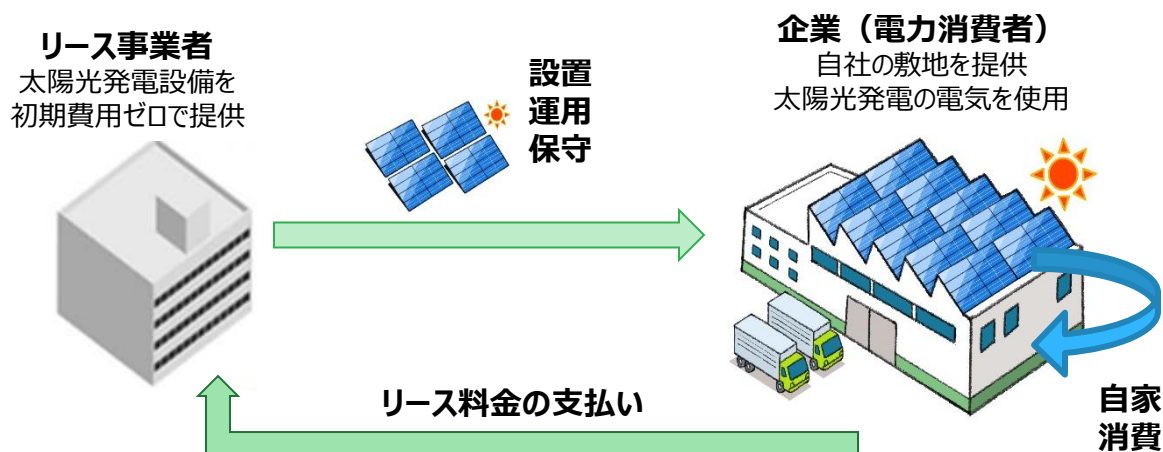 リース事業者
太陽光発電設備を
初期費用ゼロで提供
設置
運用
保守
企業（電力消費者）
自社の敷地を提供
太陽光発電の電気を使用
リース料金の支払い
自家
消費